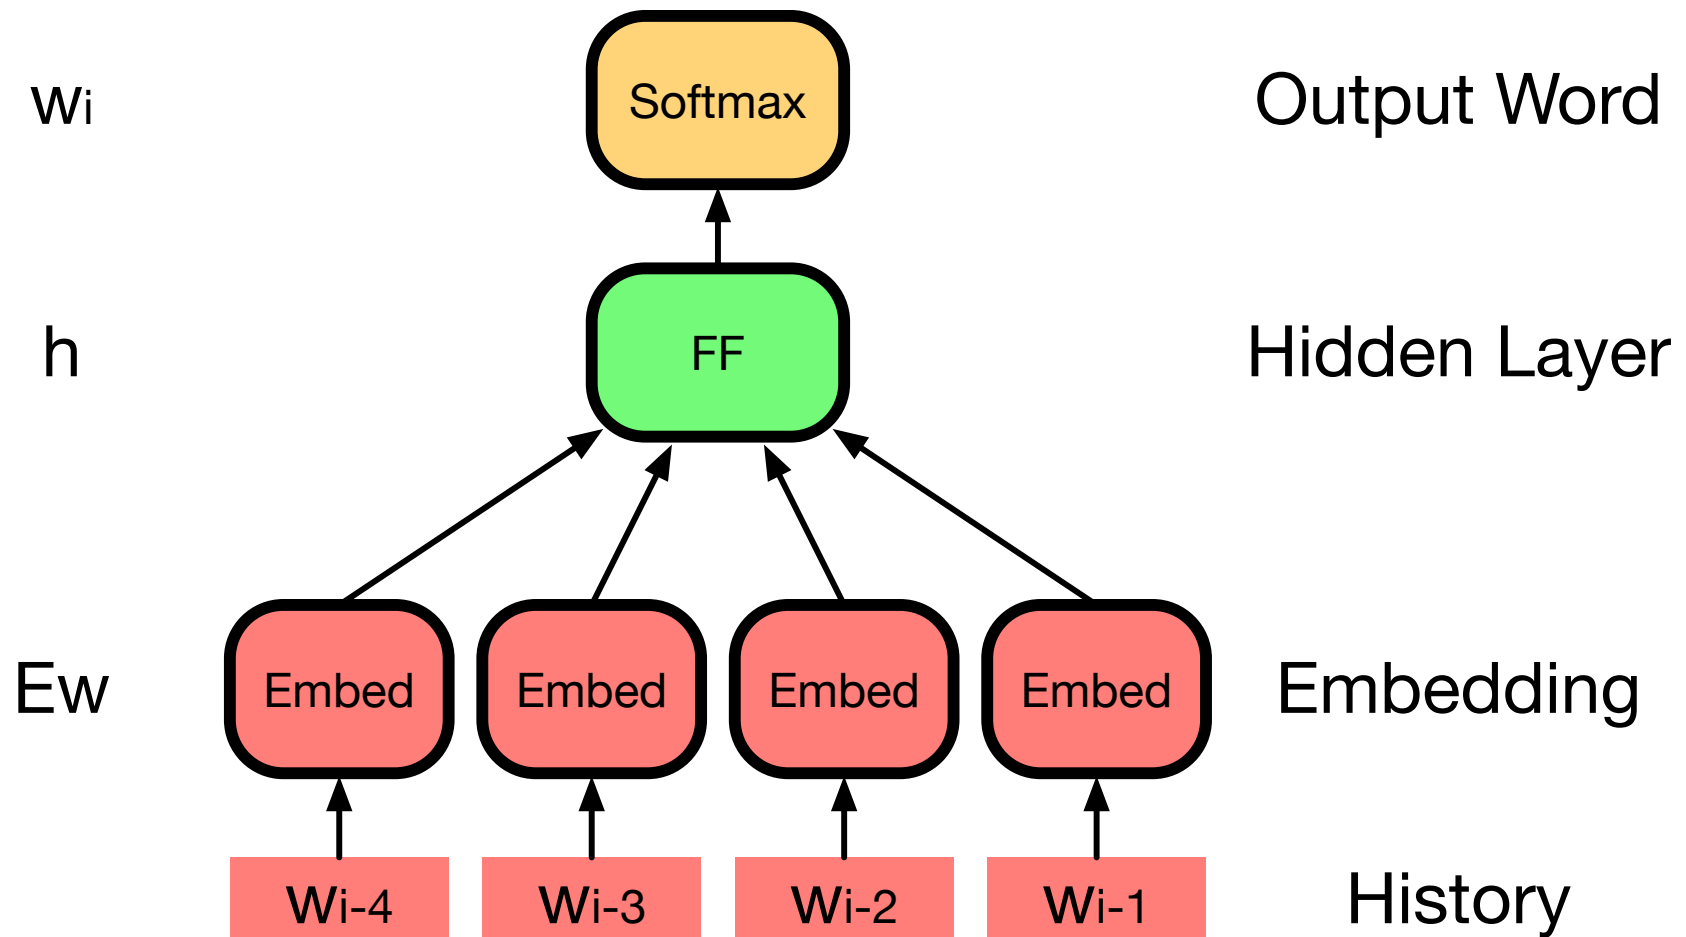 wi Softmax Output Word
h FF Hidden Layer
Ew Embed Embed Embed Embed Embedding
wi-4 wi-3 wi-2 wi-1 History